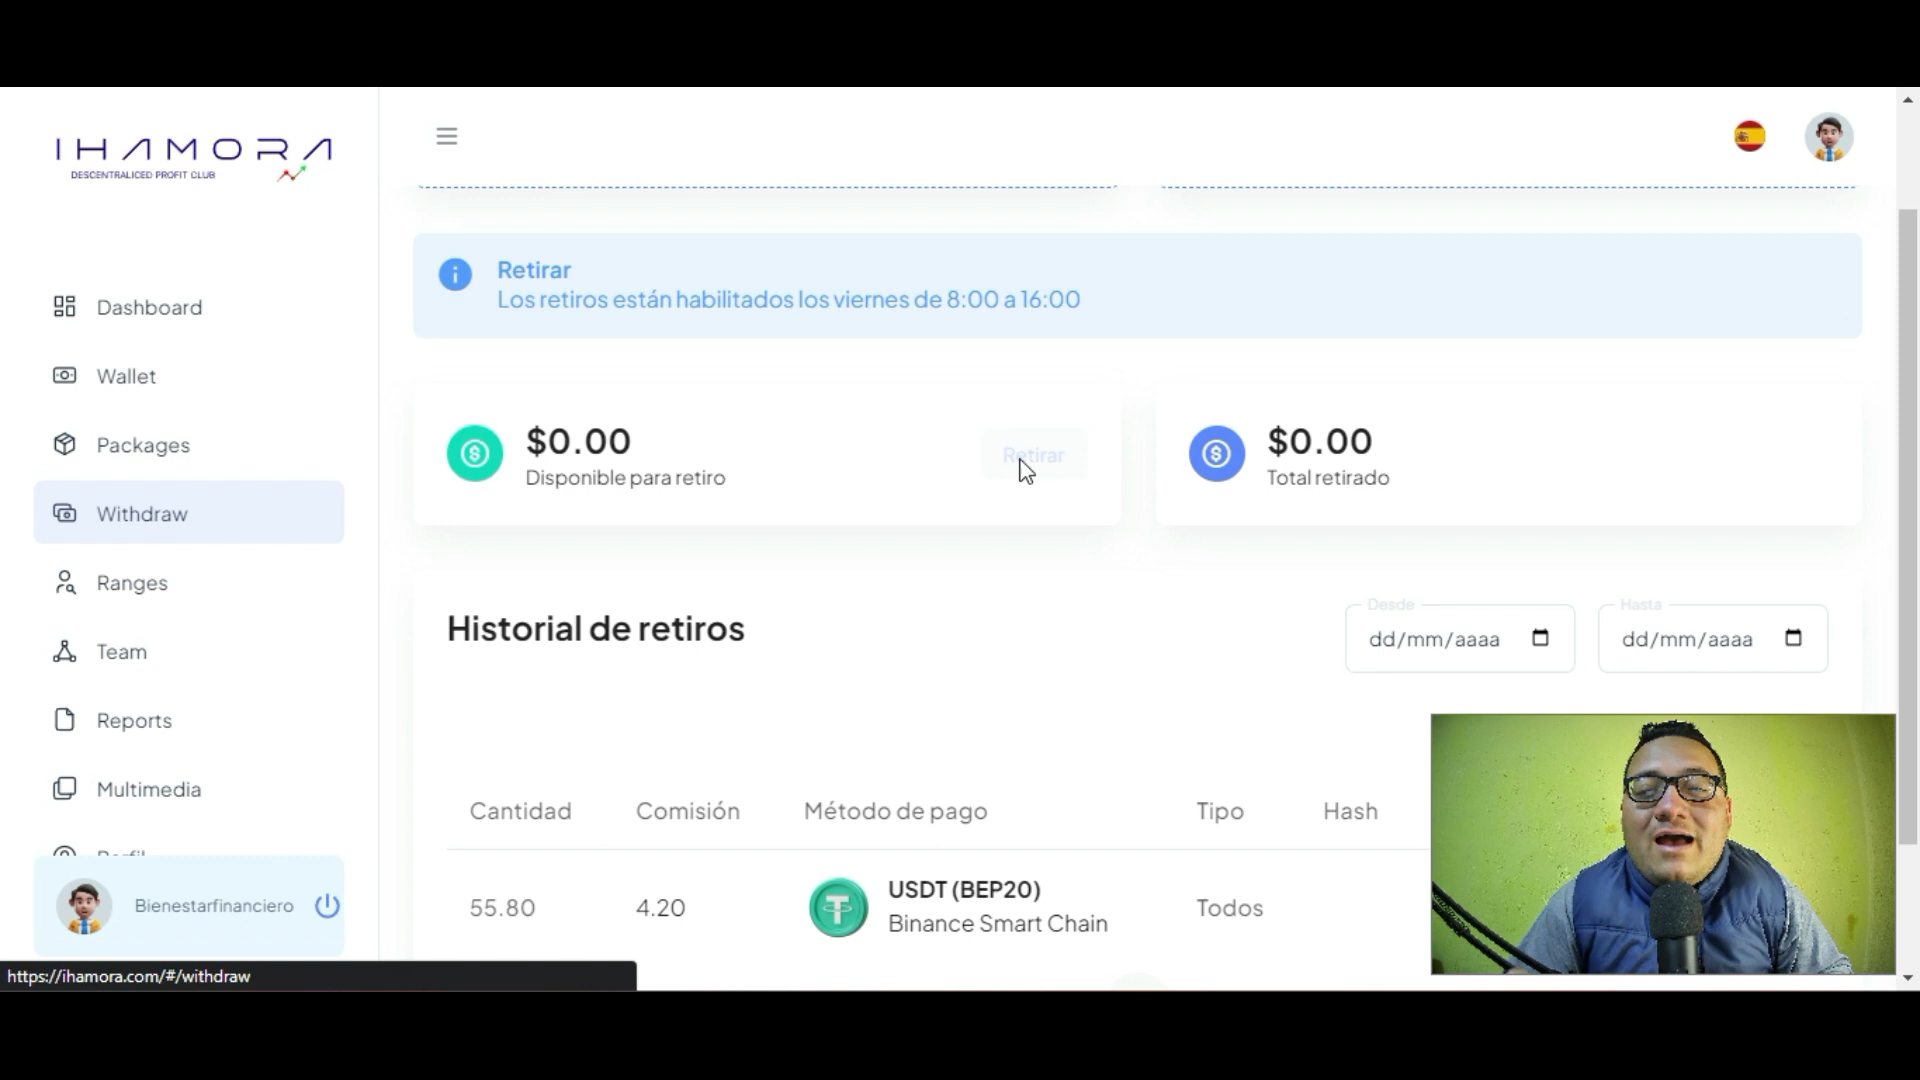 IHAMORA
DESCENTRALICED PROFIT CLUB
Dashboard
Wallet
Packages
Withdraw
Ranges
Team
Reports
Multimedia
Perfil
Bienestarfinanciero
https://ihamora.com/#/withdraw
Retirar
Los retiros están habilitados los viernes de 8:00 a 16:00
$0.00
Disponible para retiro
Retirar
$0.00
Total retirado
Historial de retiros
Desde
dd/mm/aaaa
Hasta
dd/mm/aaaa
Cantidad Comisión Método de pago Tipo Hash
55.80 4.20 USDT (BEP20) Todos
Binance Smart Chain